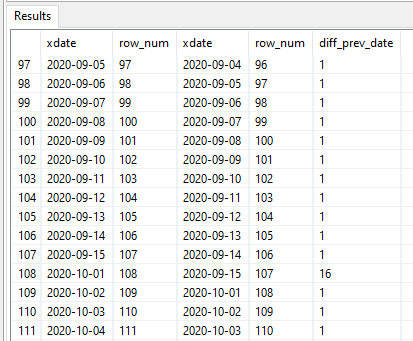 Results
xdate row_num xdate row_num diff_prev_date
97 2020-09-05 97 2020-09-04 96 1
98 2020-09-06 98 2020-09-05 97 1
99 2020-09-07 99 2020-09-06 98 1
100 2020-09-08 100 2020-09-07 99 1
101 2020-09-09 101 2020-09-08 100 1
102 2020-09-10 102 2020-09-09 101 1
103 2020-09-11 103 2020-09-10 102 1
104 2020-09-12 104 2020-09-11 103 1
105 2020-09-13 105 2020-09-12 104 1
106 2020-09-14 106 2020-09-13 105 1
107 2020-09-15 107 2020-09-14 106 1
108 2020-10-01 108 2020-09-15 107 16
109 2020-10-02 109 2020-10-01 108 1
110 2020-10-03 110 2020-10-02 109 1
111 2020-10-04 111 2020-10-03 110 1